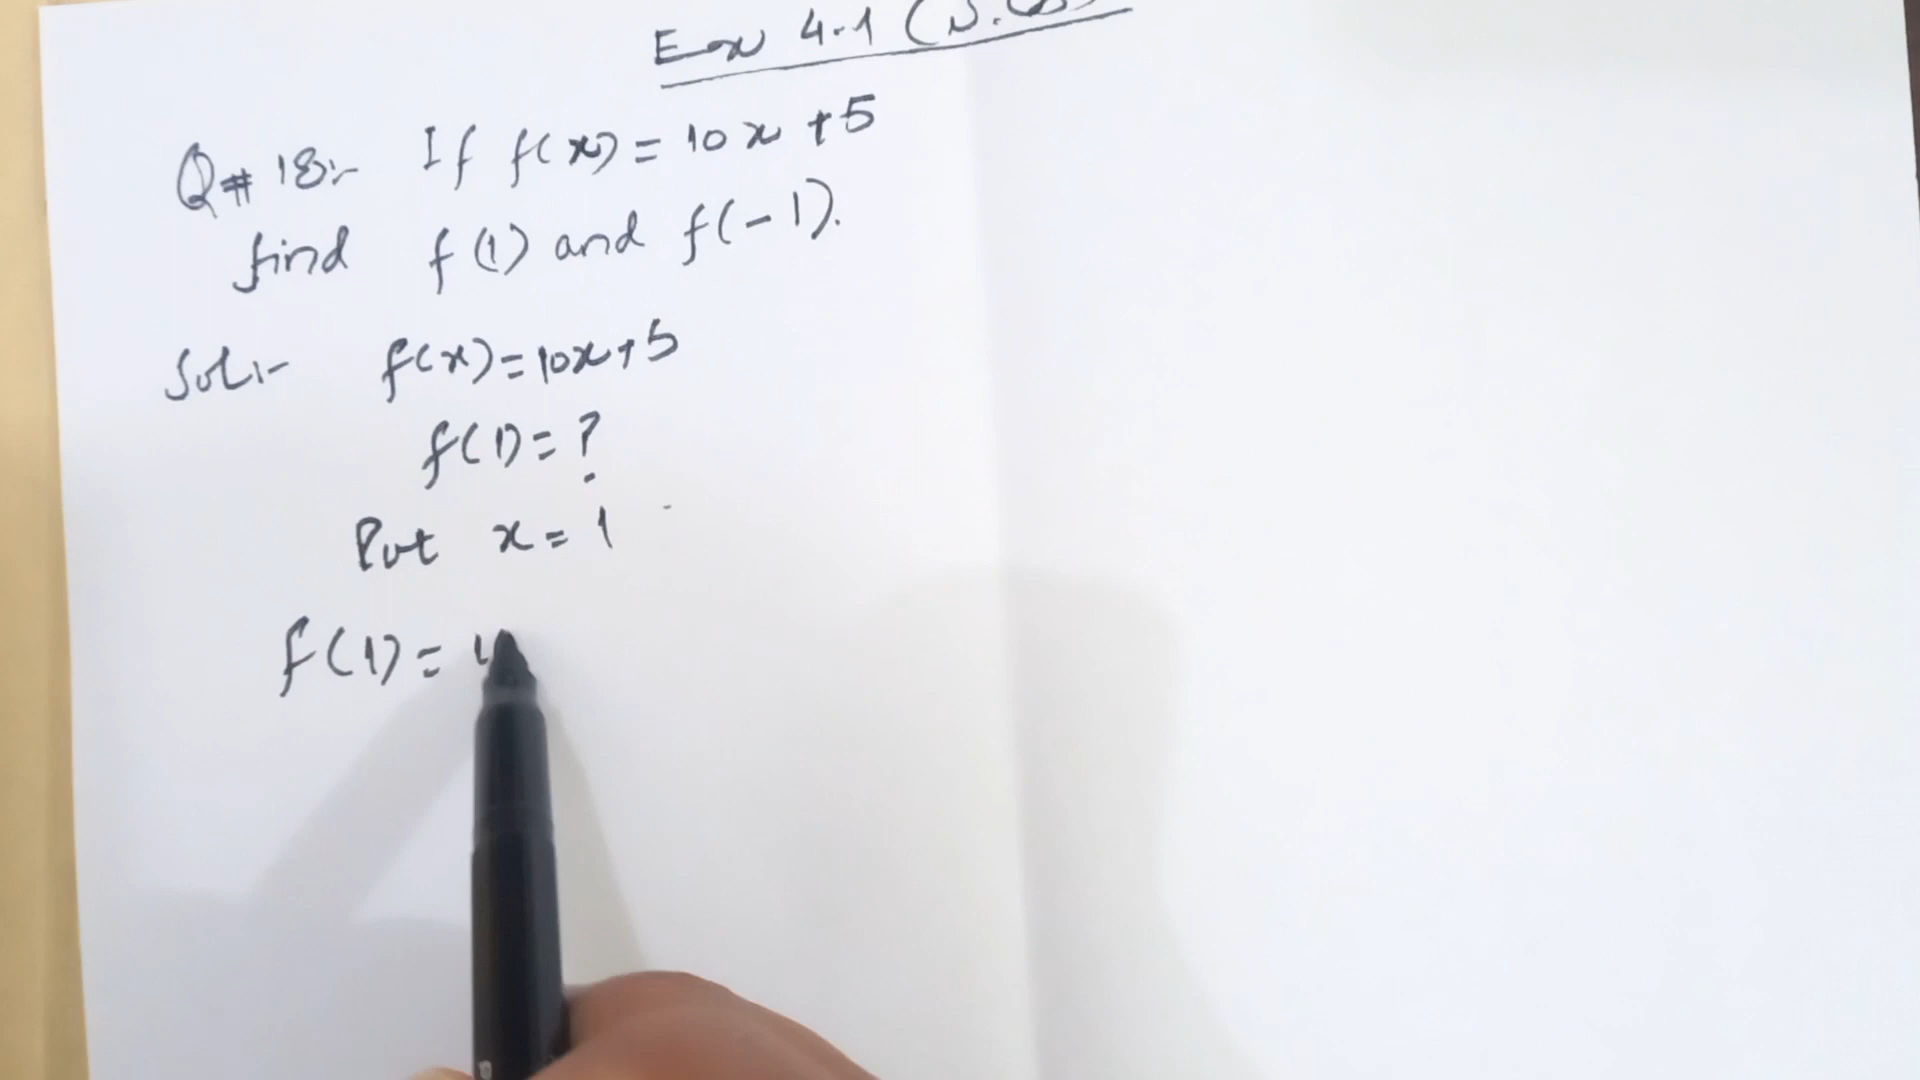 Ex 4.1
Q# 18:- If f(x) = 10x + 5
find f(1) and f(-1).
Sol:- f(x) = 10x + 5
f(1) = ?
Put x = 1
f(1) =